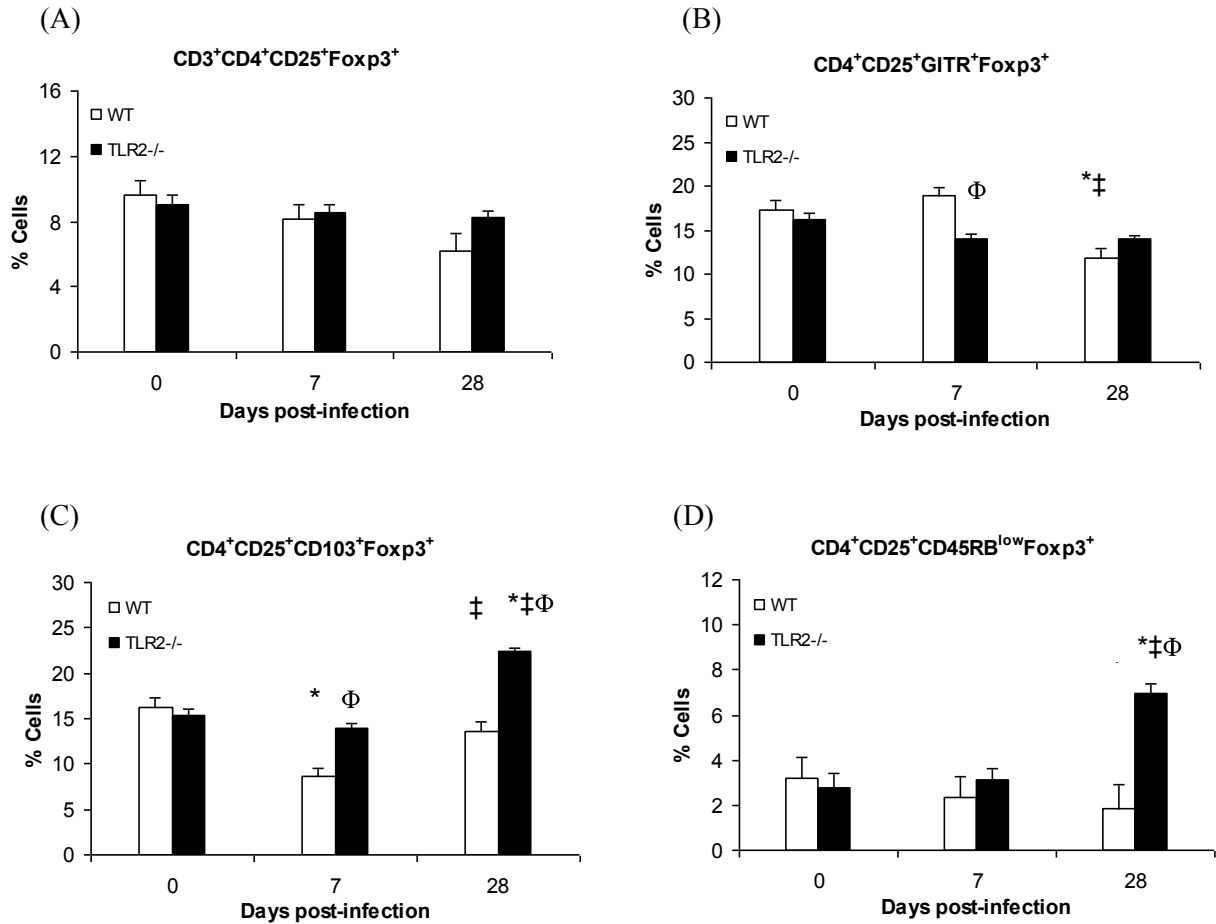 (A)
CD3⁺CD4⁺CD25⁺Foxp3⁺
16
12
8
4
0
% Cells
WT
TLR2-/-
0 7 28
Days post-infection
(B)
CD4⁺CD25⁺GITR⁺Foxp3⁺
30
25
20
15
10
5
0
% Cells
WT
TLR2-/-
Φ
*‡
0 7 28
Days post-infection
(C)
CD4⁺CD25⁺CD103⁺Foxp3⁺
30
25
20
15
10
5
0
% Cells
WT
TLR2-/-
* Φ
‡ *‡Φ
0 7 28
Days post-infection
(D)
CD4⁺CD25⁺CD45RBˡᵒʷFoxp3⁺
12
10
8
6
4
2
0
% Cells
WT
TLR2-/-
*‡Φ
0 7 28
Days post-infection